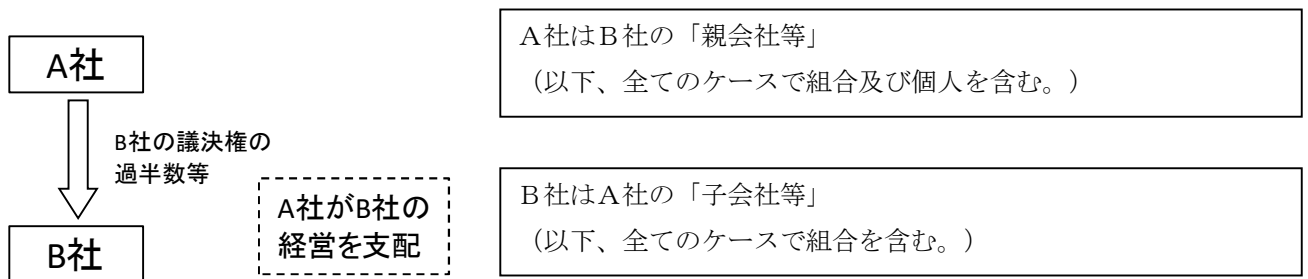 A社
B社の議決権の
過半数等
A社がB社の
経営を支配
B社
A社はB社の「親会社等」
(以下、全てのケースで組合及び個人を含む。)
B社はA社の「子会社等」
(以下、全てのケースで組合を含む。)